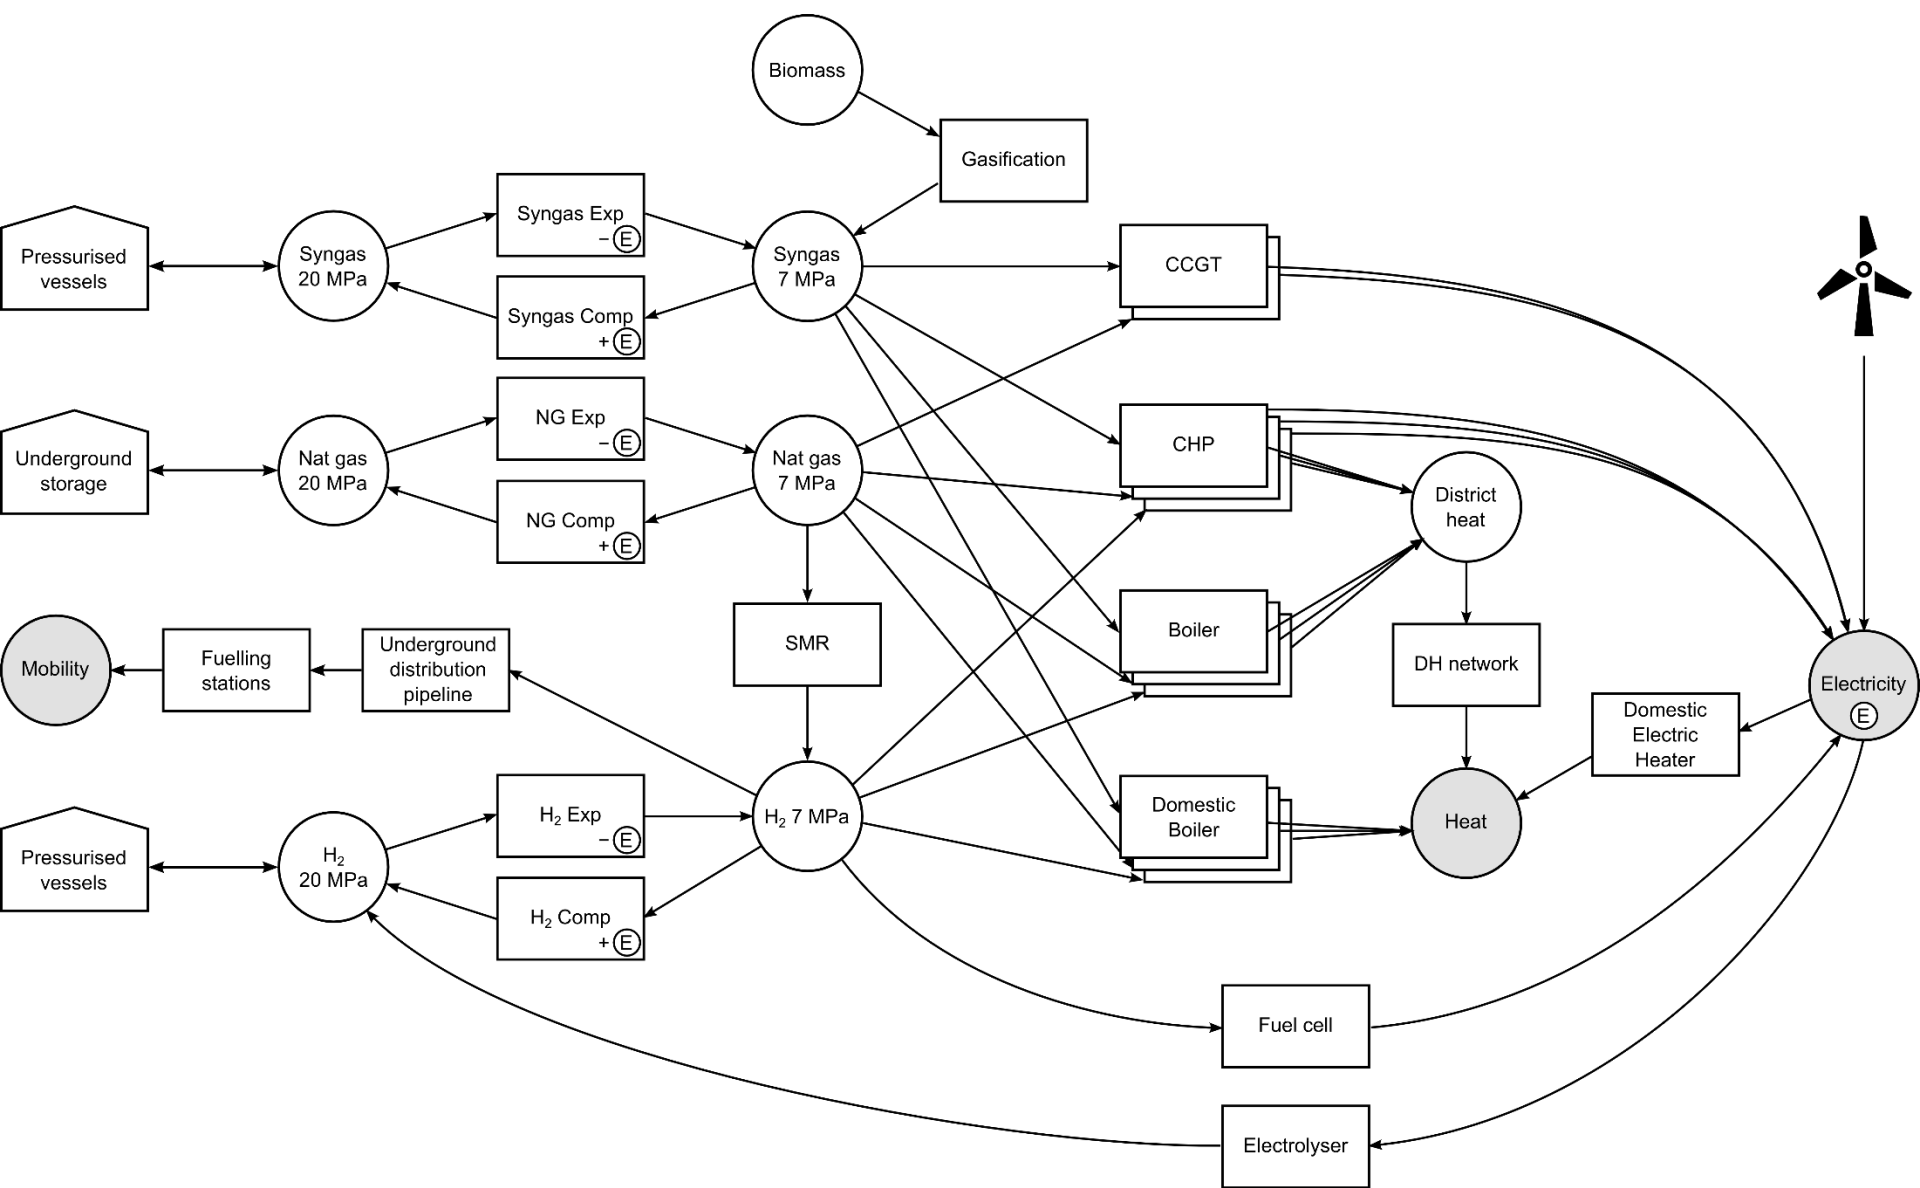 Biomass
Gasification
Syngas Exp
– E
Pressurised
vessels
Syngas
20 MPa
Syngas
7 MPa
CCGT
Syngas Comp
+ E
NG Exp
– E
CHP
Underground
storage
Nat gas
20 MPa
Nat gas
7 MPa
District
heat
NG Comp
+ E
Mobility
Fuelling
stations
Underground
distribution
pipeline
SMR
Boiler
DH network
Electricity
E
Domestic
Electric
Heater
H₂ Exp
– E
H₂ 7 MPa
Domestic
Boiler
Heat
Pressurised
vessels
H₂
20 MPa
H₂ Comp
+ E
Fuel cell
Electrolyser